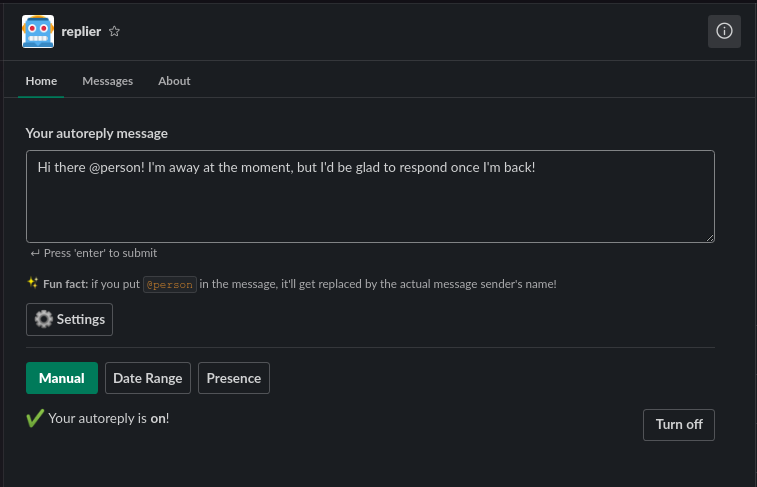 replier
Home Messages About
Your autoreply message
Hi there @person! I'm away at the moment, but I'd be glad to respond once I'm back!
↵ Press 'enter' to submit
✨ Fun fact: if you put @person in the message, it'll get replaced by the actual message sender's name!
Settings
Manual Date Range Presence
Your autoreply is on!
Turn off